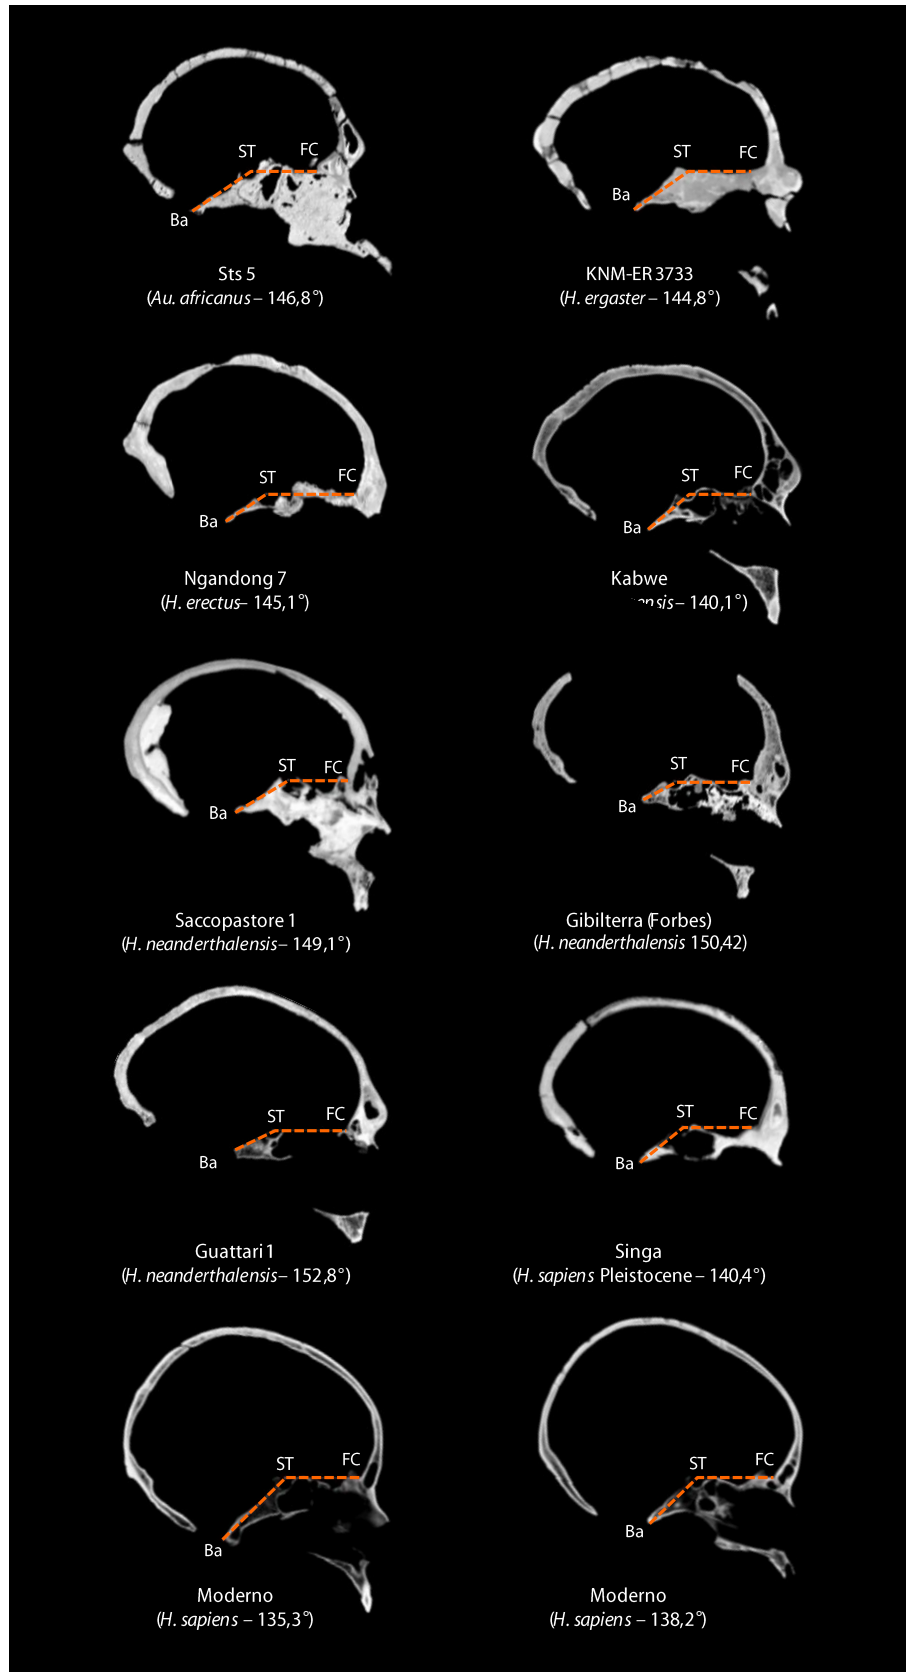 ST FC
Ba
Sts 5
(Au. africanus – 146,8°)
ST FC
Ba
KNM-ER 3733
(H. ergaster – 144,8°)
ST FC
Ba
Ngandong 7
(H. erectus– 145,1°)
ST FC
Ba
Kabwe
ensis– 140,1°)
ST FC
Ba
Saccopastore 1
(H. neanderthalensis– 149,1°)
ST FC
Ba
Gibilterra (Forbes)
(H. neanderthalensis 150,42)
ST FC
Ba
Guattari 1
(H. neanderthalensis– 152,8°)
ST FC
Ba
Singa
(H. sapiens Pleistocene – 140,4°)
ST FC
Ba
Moderno
(H. sapiens – 135,3°)
ST FC
Ba
Moderno
(H. sapiens – 138,2°)